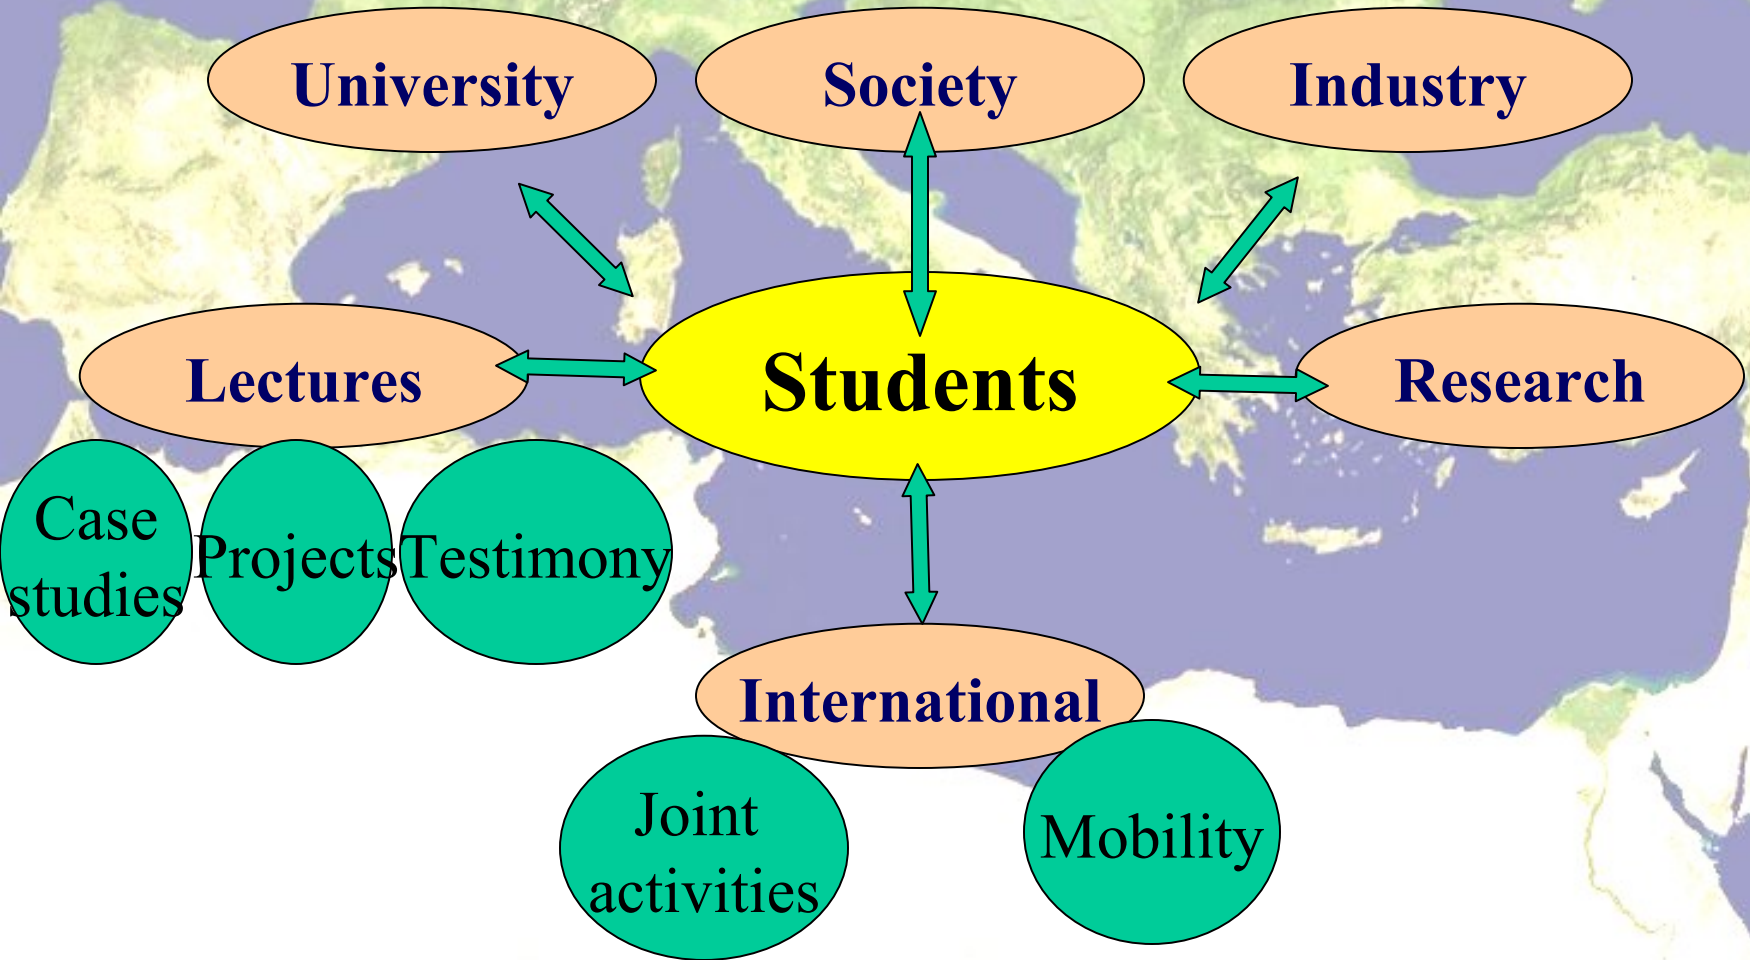 University
Society
Industry
Lectures
Students
Research
Case
studies
Projects
Testimony
International
Joint
activities
Mobility